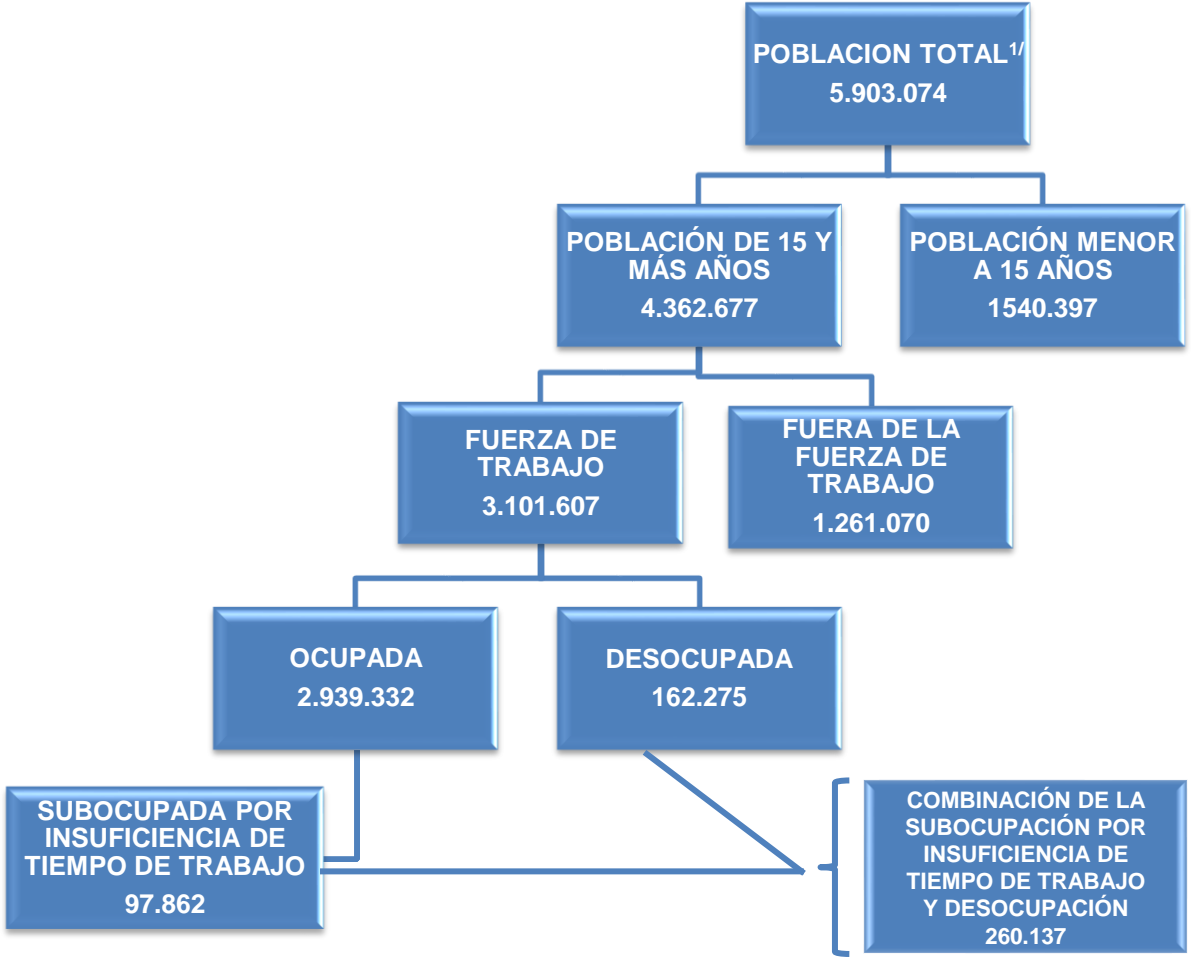 POBLACION TOTAL1/
5.903.074
POBLACIÓN DE 15 Y
MÁS AÑOS
4.362.677
POBLACIÓN MENOR
A 15 AÑOS
1540.397
FUERZA DE
TRABAJO
3.101.607
FUERA DE LA
FUERZA DE
TRABAJO
1.261.070
OCUPADA
2.939.332
DESOCUPADA
162.275
SUBOCUPADA POR
INSUFICIENCIA DE
TIEMPO DE TRABAJO
97.862
COMBINACIÓN DE LA
SUBOCUPACIÓN POR
INSUFICIENCIA DE
TIEMPO DE TRABAJO
Y DESOCUPACIÓN
260.137